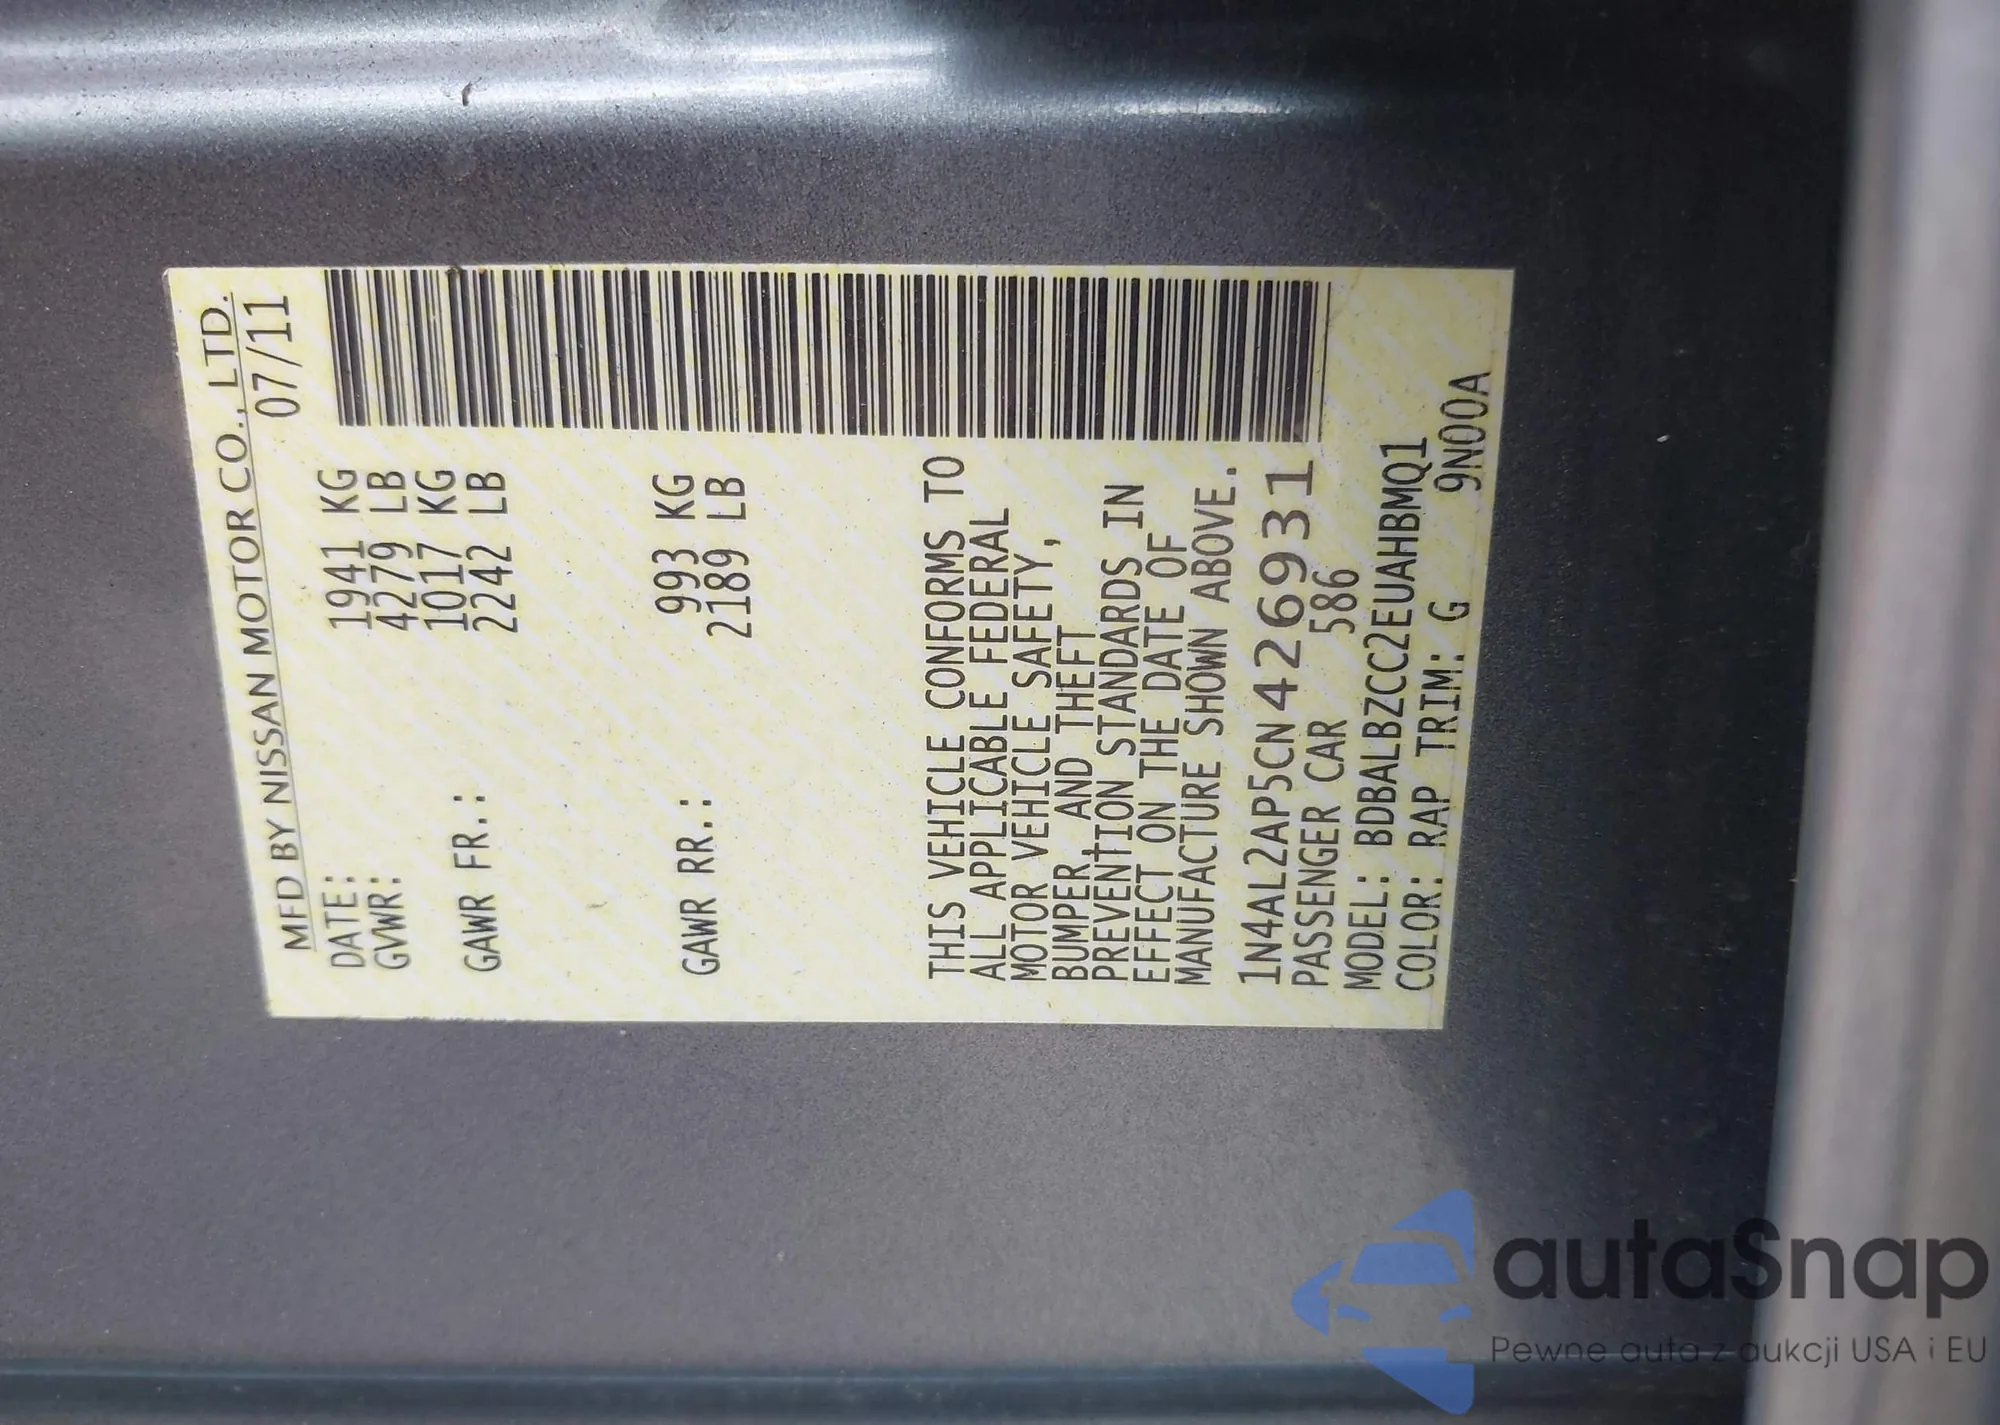 MFD BY NISSAN MOTOR CO., LTD.
DATE: 07/11
GVWR: 1941 KG
4279 LB
GAWR FR.: 1017 KG
2242 LB
GAWR RR.: 993 KG
2189 LB
THIS VEHICLE CONFORMS TO
ALL APPLICABLE FEDERAL
MOTOR VEHICLE SAFETY,
BUMPER, AND THEFT
PREVENTION STANDARDS IN
EFFECT ON THE DATE OF
MANUFACTURE SHOWN ABOVE.
1N4AL2AP5CN426931
PASSENGER CAR 586
MODEL: BDBALBZCC2EUAHBMQ1
COLOR: RAP TRIM: G 9N00A
autaSnap
Pewne auta z aukcji USA i EU